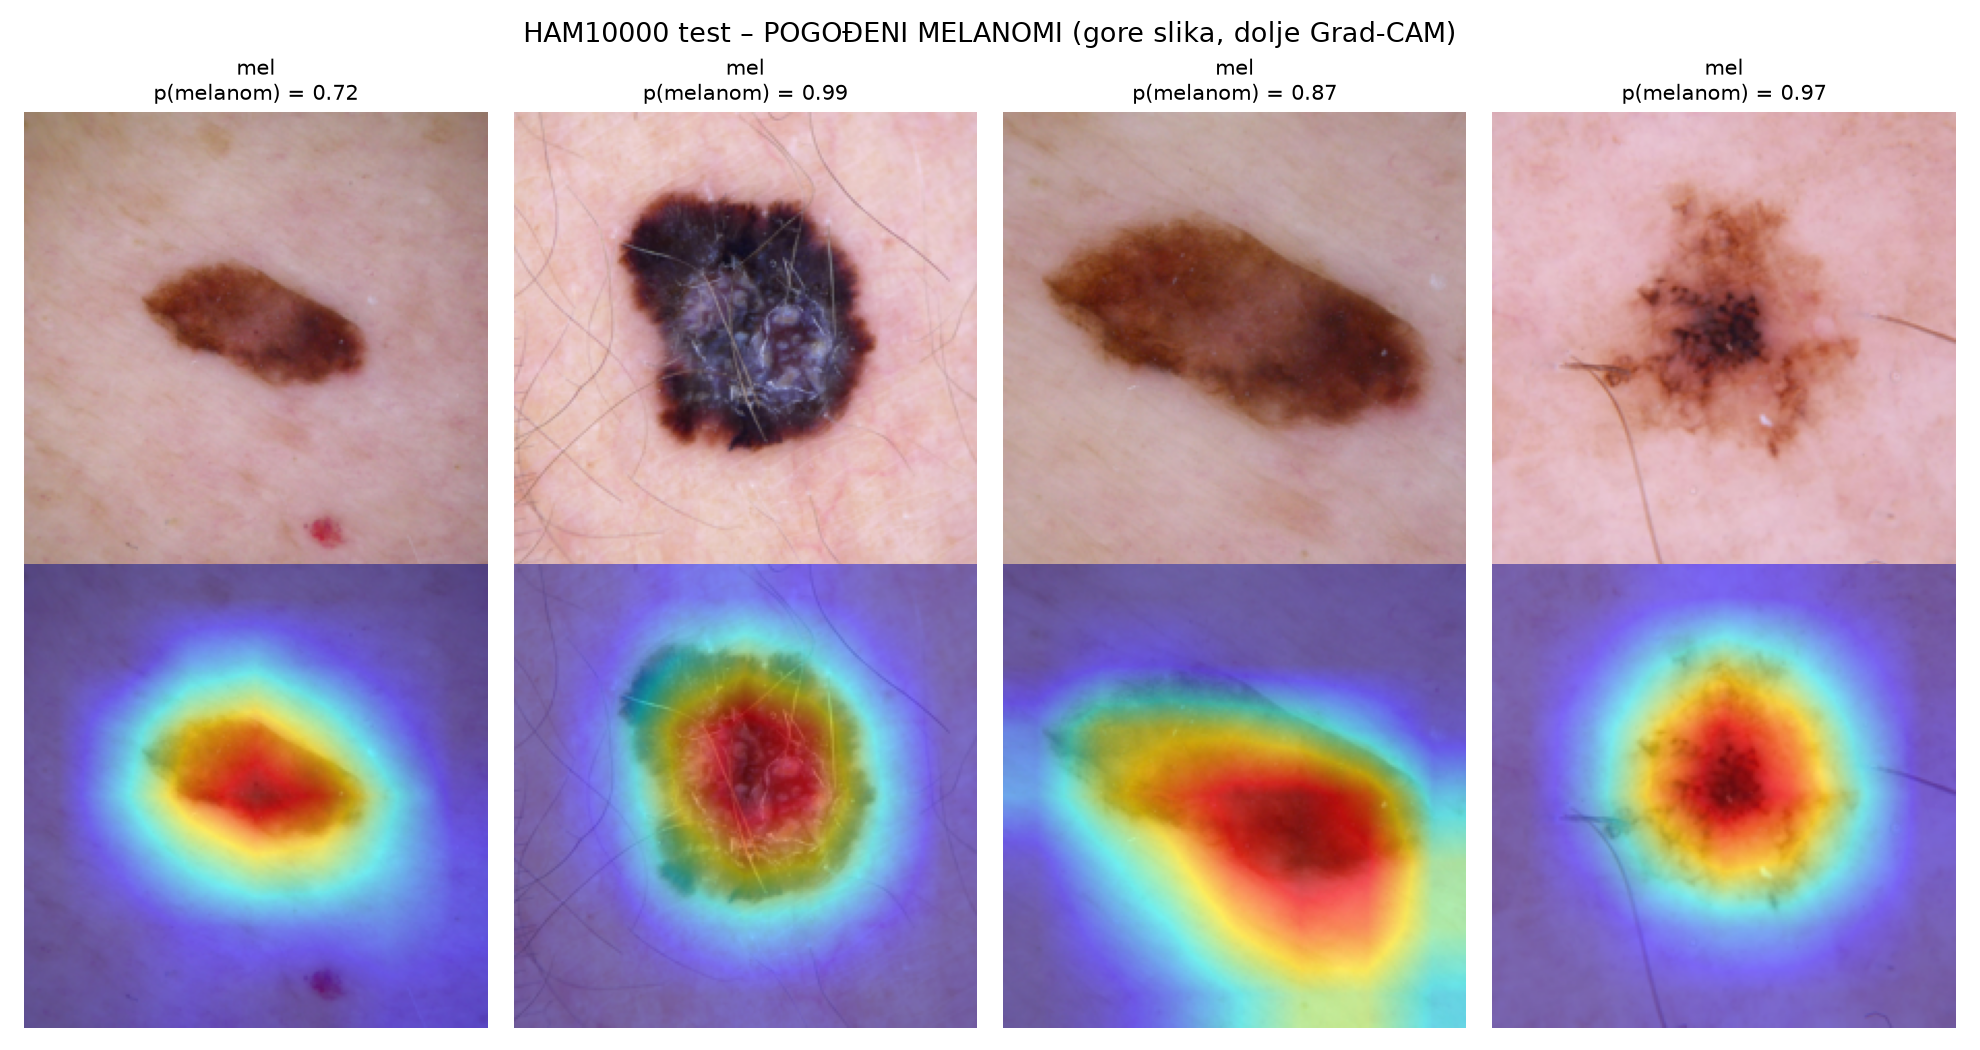 HAM10000 test – POGOĐENI MELANOMI (gore slika, dolje Grad-CAM)
mel
p(melanom) = 0.72
mel
p(melanom) = 0.99
mel
p(melanom) = 0.87
mel
p(melanom) = 0.97